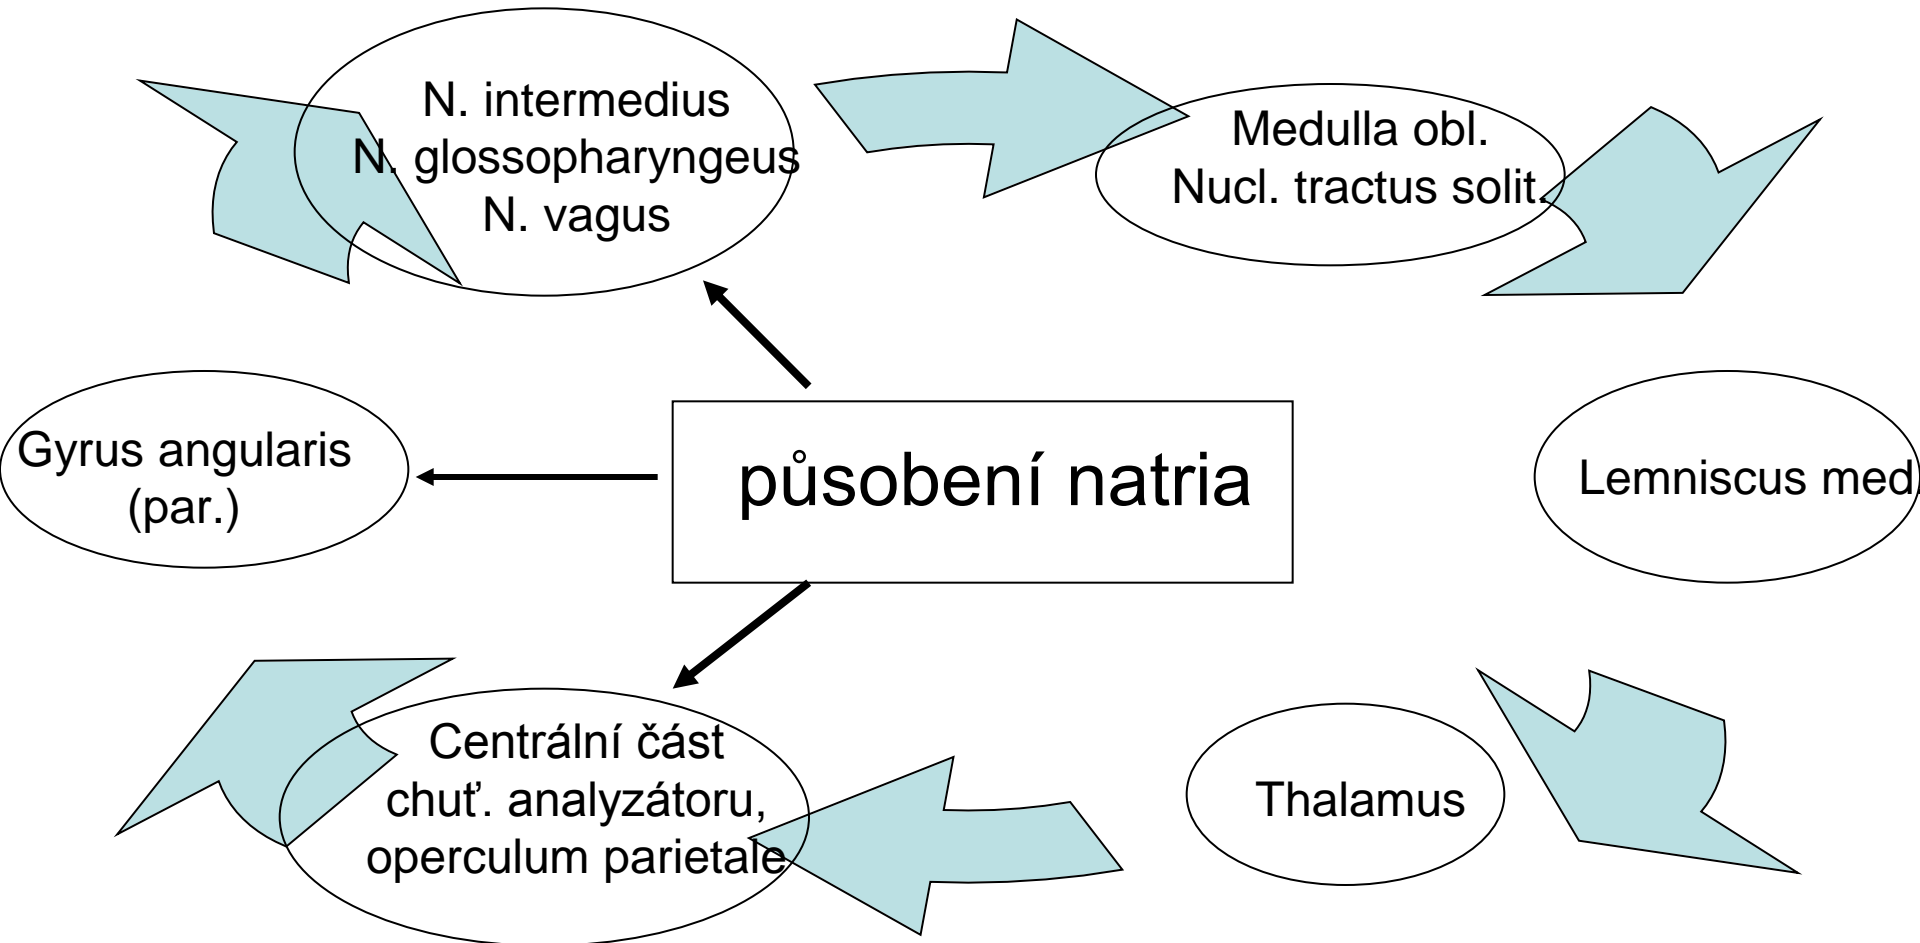 N. intermedius
N. glossopharyngeus
N. vagus
Medulla obl.
Nucl. tractus solit.
Gyrus angularis
(par.)
působení natria
Lemniscus med.
Centrální část
chuť. analyzátoru,
operculum parietale
Thalamus